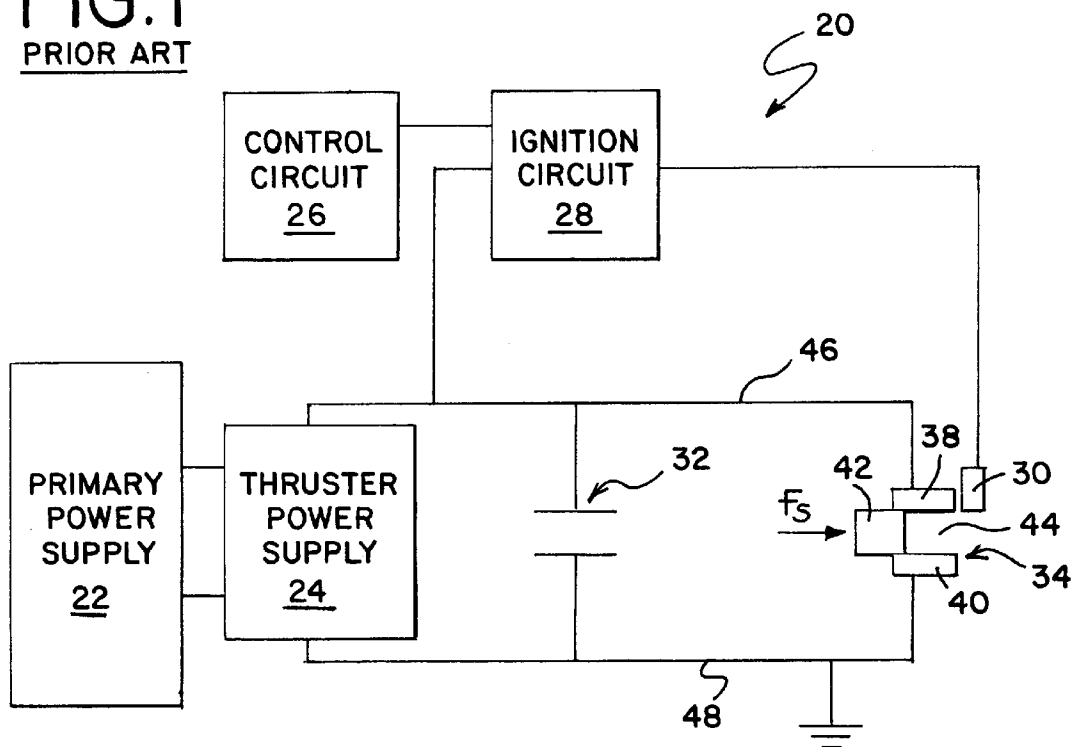 FIG.1
PRIOR ART
20
CONTROL
CIRCUIT
26
IGNITION
CIRCUIT
28
46
PRIMARY
POWER
SUPPLY
22
THRUSTER
POWER
SUPPLY
24
32
fs
42
38
30
44
34
40
48